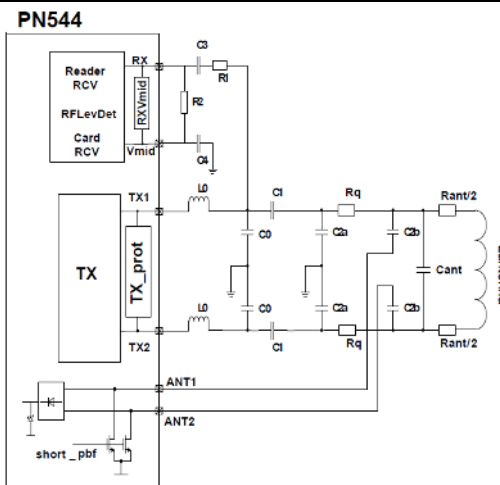 PN544
Reader
RCV
RFLevDet
Card
RCV
RX
RXVmid
Vmid
C3
R1
R2
C4
TX
TX_prot
TX1
TX2
L0
L0
C0
C0
C1
C1
C2a
C2a
Rq
Rq
C2b
C2b
Cant
Rant/2
Rant/2
ANT1
ANT2
short _ pbf